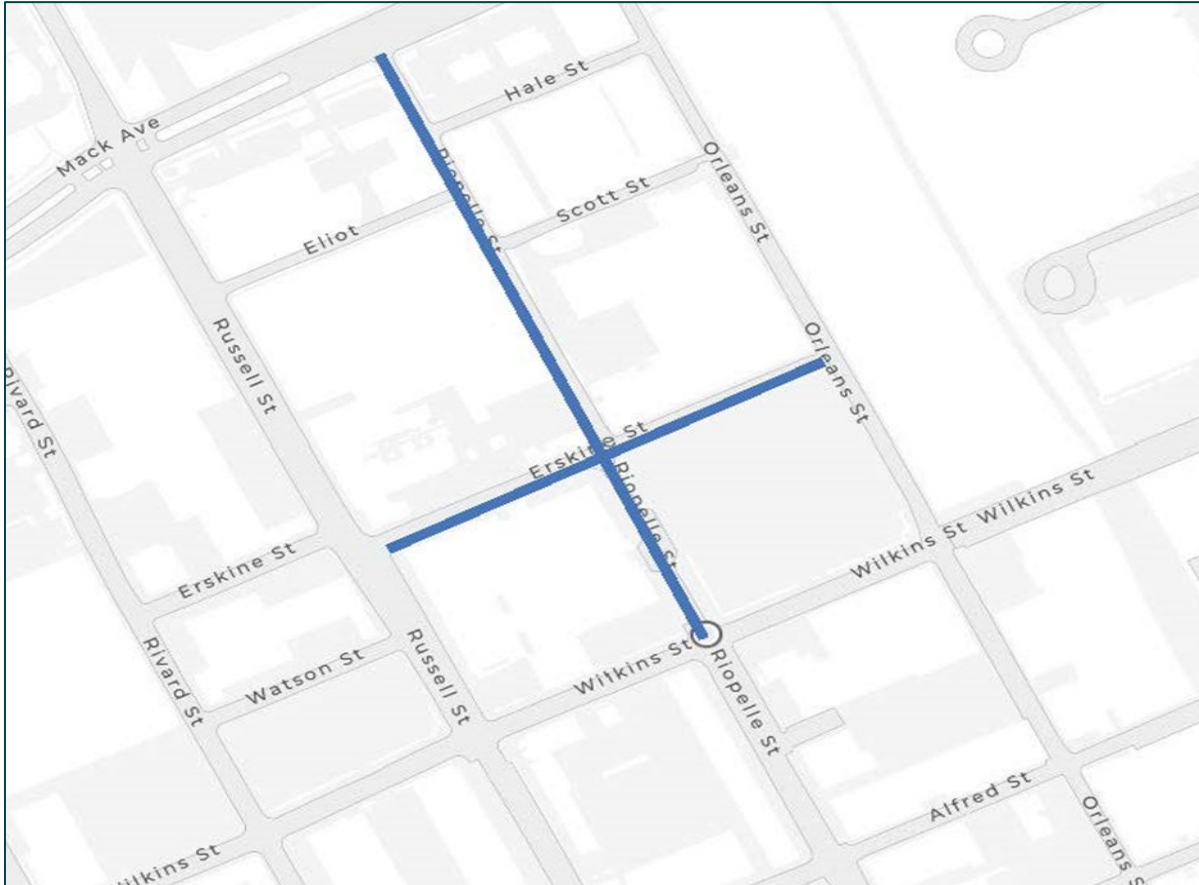 Hale St
Mack Ave
Orleans St
Riopelle St
Scott St
Eliot
Russell St
Orleans St
Rivard St
Erskine St
Riopelle St
Wilkins St
Wilkins St
Erskine St
Watson St
Rivard St
Russell St
Wilkins St
Riopelle St
Alfred St
Orleans S
ilkins St